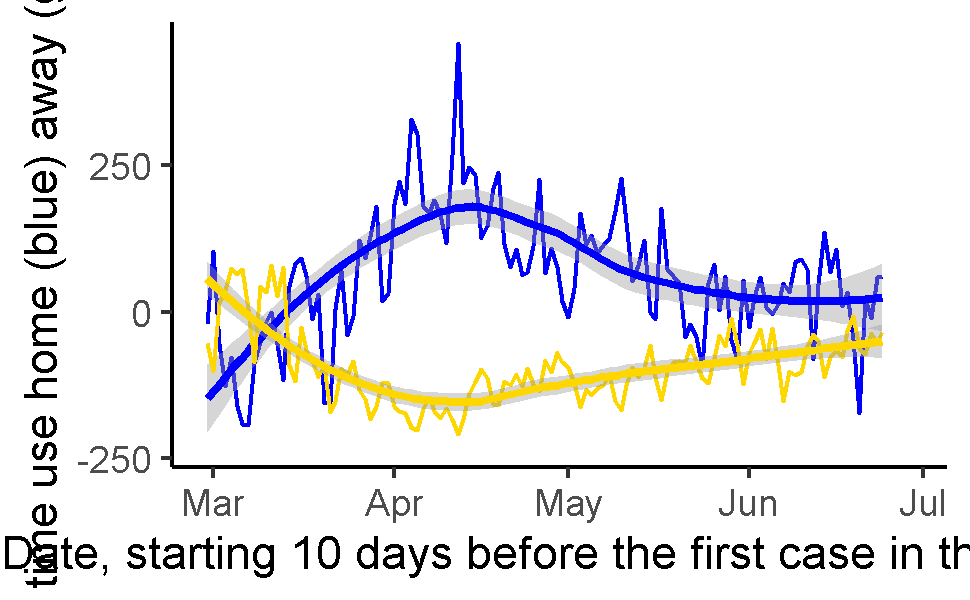 time use home (blue) away (
250
0
-250
Mar Apr May Jun Jul
Date, starting 10 days before the first case in th